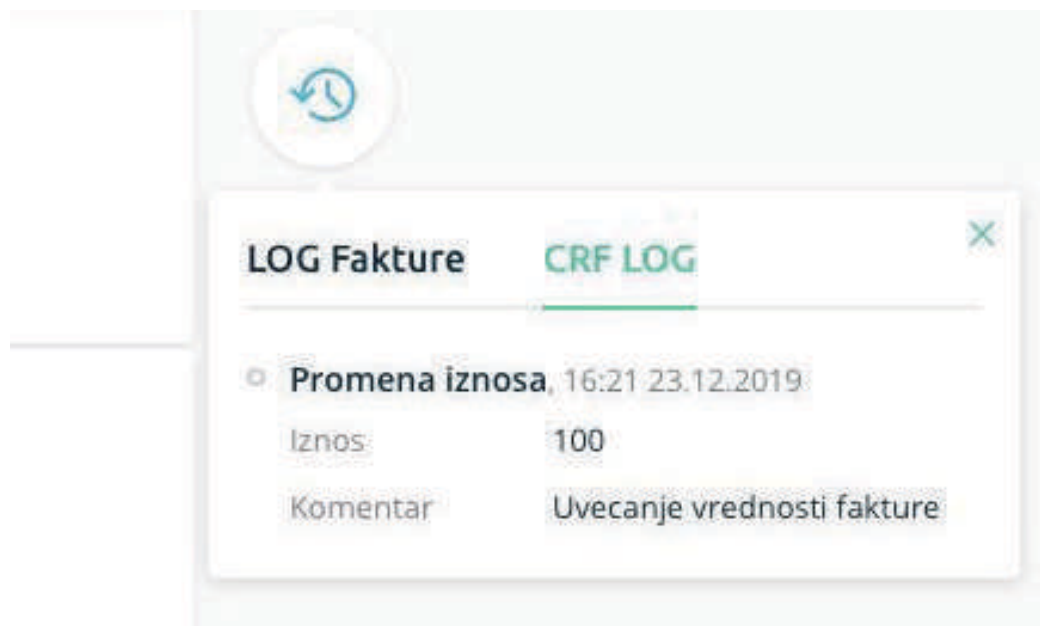 LOG Fakture CRF LOG
Promena iznosa, 16:21 23.12.2019
Iznos 100
Komentar Uvecanje vrednosti fakture